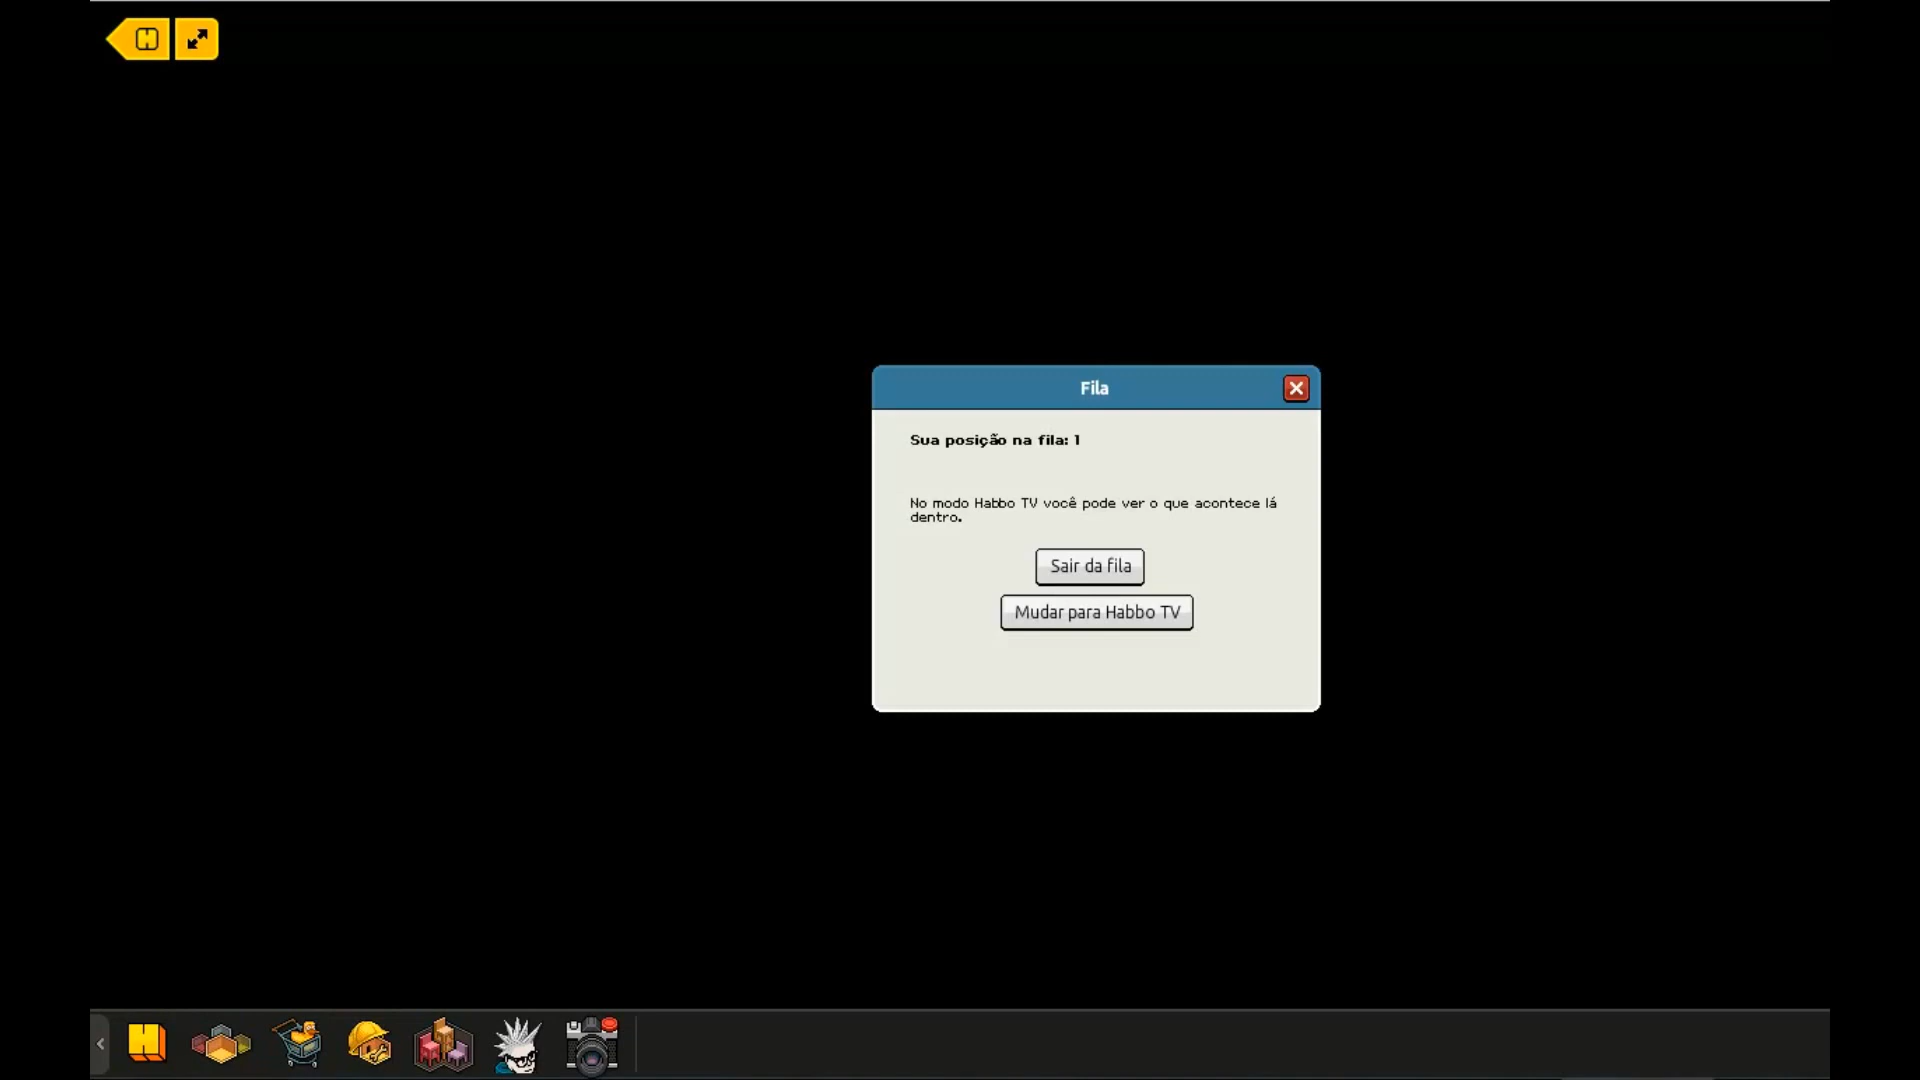 Fila
Sua posição na fila: 1
No modo Habbo TV você pode ver o que acontece lá
dentro.
Sair da fila
Mudar para Habbo TV